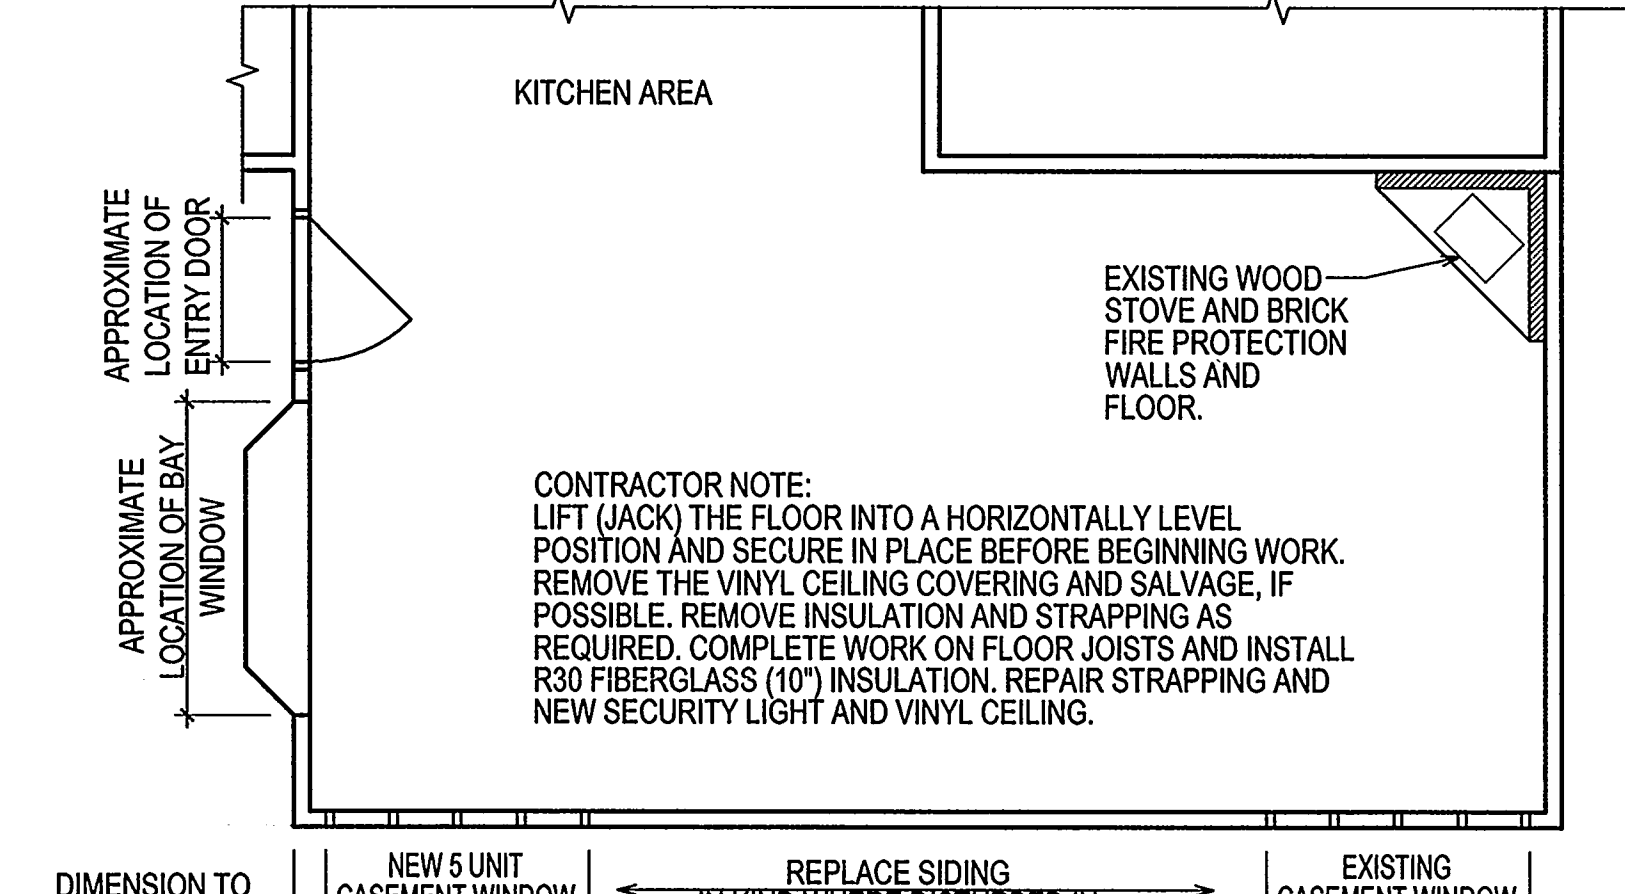 KITCHEN AREA
APPROXIMATE
LOCATION OF
ENTRY DOOR
EXISTING WOOD
STOVE AND BRICK
FIRE PROTECTION
WALLS AND
FLOOR.
APPROXIMATE
LOCATION OF BAY
WINDOW
CONTRACTOR NOTE:
LIFT (JACK) THE FLOOR INTO A HORIZONTALLY LEVEL
POSITION AND SECURE IN PLACE BEFORE BEGINNING WORK.
REMOVE THE VINYL CEILING COVERING AND SALVAGE, IF
POSSIBLE. REMOVE INSULATION AND STRAPPING AS
REQUIRED. COMPLETE WORK ON FLOOR JOISTS AND INSTALL
R30 FIBERGLASS (10") INSULATION. REPAIR STRAPPING AND
NEW SECURITY LIGHT AND VINYL CEILING.
DIMENSION TO
NEW 5 UNIT
CASEMENT WINDOW
REPLACE SIDING
EXISTING
CASEMENT WINDOW